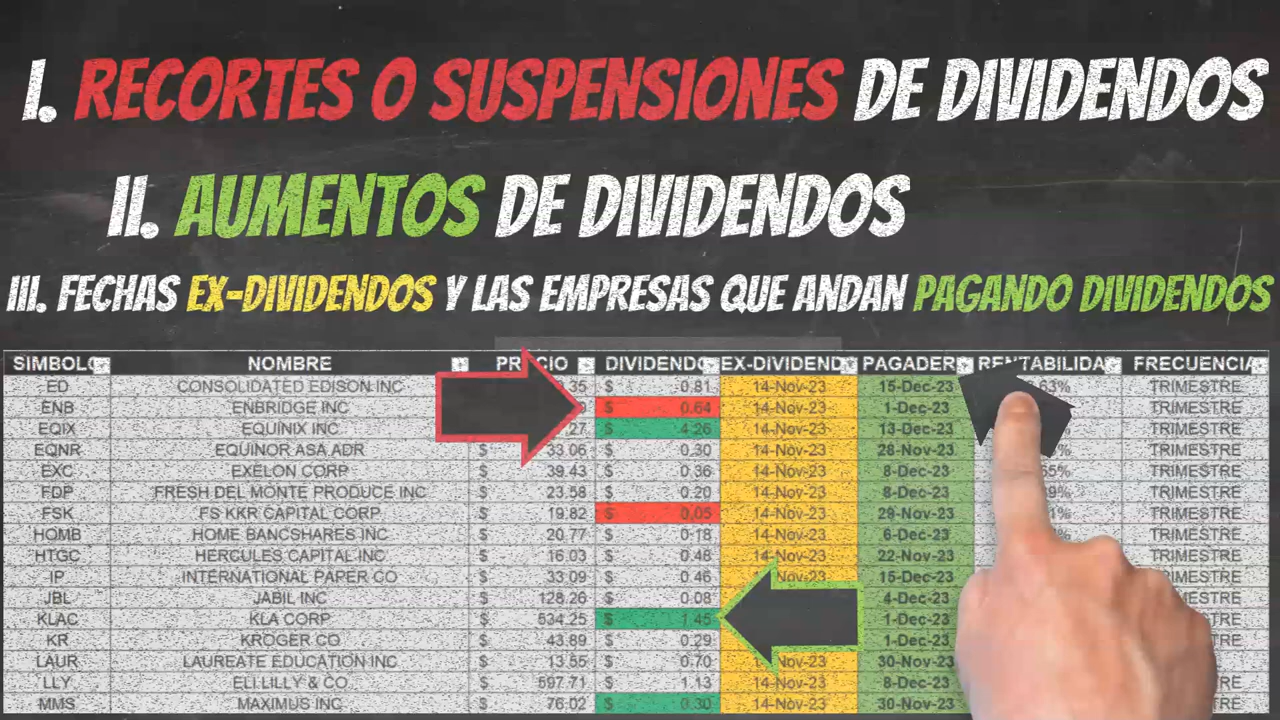 I. RECORTES O SUSPENSIONES DE DIVIDENDOS
II. AUMENTOS DE DIVIDENDOS
III. FECHAS EX-DIVIDENDOS Y LAS EMPRESAS QUE ANDAN PAGANDO DIVIDENDOS
SIMBOLO NOMBRE PRECIO DIVIDENDO EX-DIVIDEND PAGADER RENTABILIDA FRECUENCIA
ED CONSOLIDATED EDISON INC $ 0.81 14-Nov-23 15-Dec-23 TRIMESTRE
ENB ENBRIDGE INC $ 0.64 14-Nov-23 1-Dec-23 TRIMESTRE
EQIX EQUINIX INC $ 4.26 14-Nov-23 13-Dec-23 TRIMESTRE
EQNR EQUINOR ASA ADR $ 33.06 $ 0.30 14-Nov-23 28-Nov-23 TRIMESTRE
EXC EXELON CORP $ 39.43 $ 0.36 14-Nov-23 8-Dec-23 TRIMESTRE
FDP FRESH DEL MONTE PRODUCE INC $ 23.58 $ 0.20 14-Nov-23 8-Dec-23 TRIMESTRE
FSK FS KKR CAPITAL CORP $ 19.82 $ 0.05 14-Nov-23 29-Nov-23 TRIMESTRE
HOMB HOME BANCSHARES INC $ 20.77 $ 0.18 14-Nov-23 6-Dec-23 TRIMESTRE
HTGC HERCULES CAPITAL INC $ 16.03 $ 0.48 14-Nov-23 22-Nov-23 TRIMESTRE
IP INTERNATIONAL PAPER CO $ 33.09 $ 0.46 14-Nov-23 15-Dec-23
JBL JABIL INC $ 128.26 $ 0.08 4-Dec-23
KLAC KLA CORP $ 534.25 $ 1.45 1-Dec-23
KR KROGER CO $ 43.89 $ 0.29 1-Dec-23
LAUR LAUREATE EDUCATION INC $ 13.55 $ 0.70 30-Nov-23
LLY ELI LILLY & CO $ 597.71 $ 1.13 14-Nov-23 8-Dec-23
MMS MAXIMUS INC $ 76.02 $ 0.30 14-Nov-23 30-Nov-23